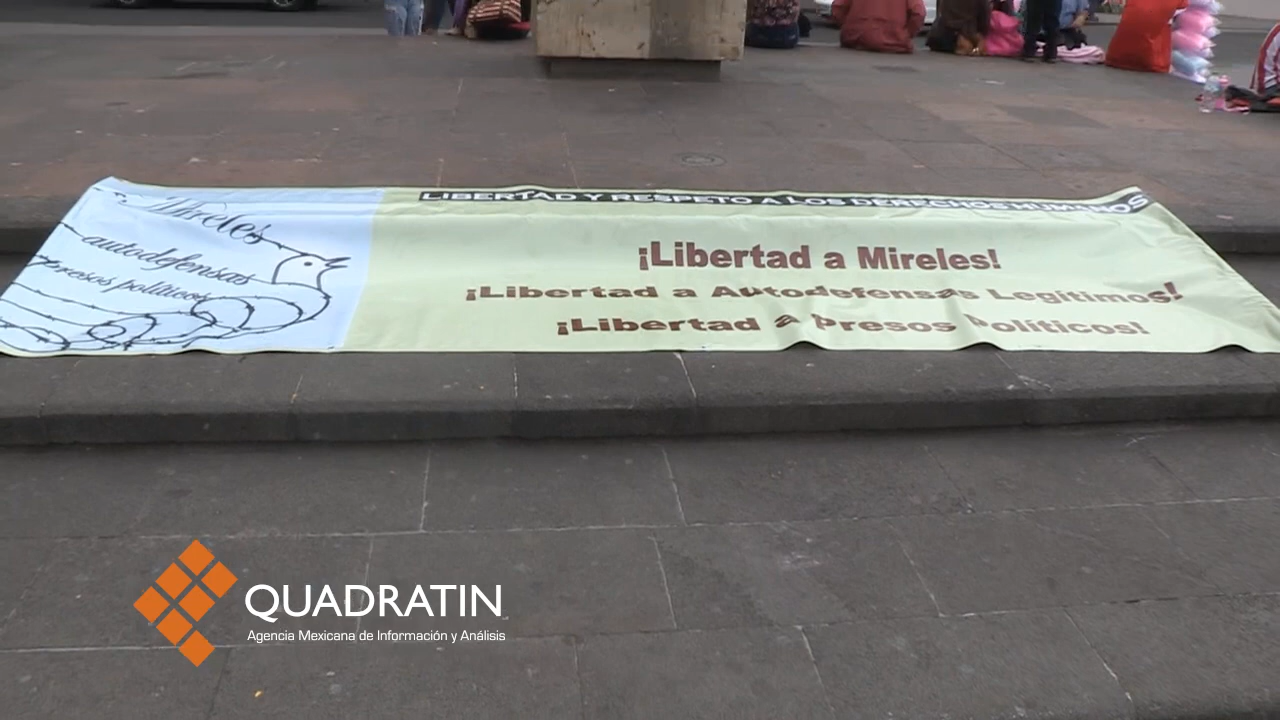 LIBERTAD Y RESPETO A LOS DERECHOS HUMANOS
Mireles
autodefensas
presos políticos
¡Libertad a Mireles!
¡Libertad a Autodefensas Legítimos!
¡Libertad a Presos Políticos!
QUADRATIN
Agencia Mexicana de Información y Análisis